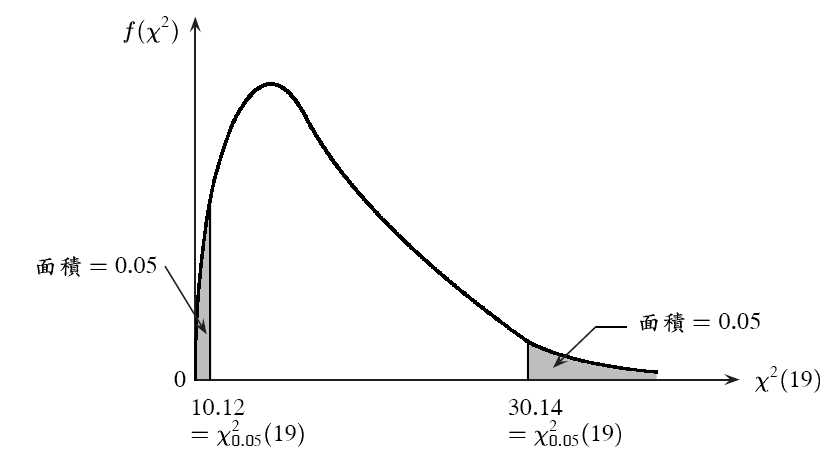 f(χ²)
面積 = 0.05
面積 = 0.05
0
χ²(19)
10.12
= χ²0.05(19)
30.14
= χ²0.05(19)